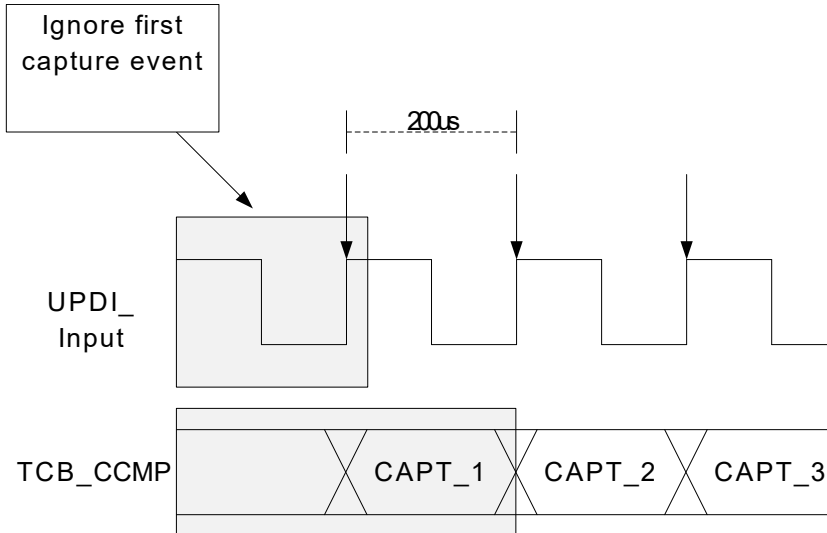 Ignore first
capture event
200us
UPDI_
Input
TCB_CCMP
CAPT_1
CAPT_2
CAPT_3